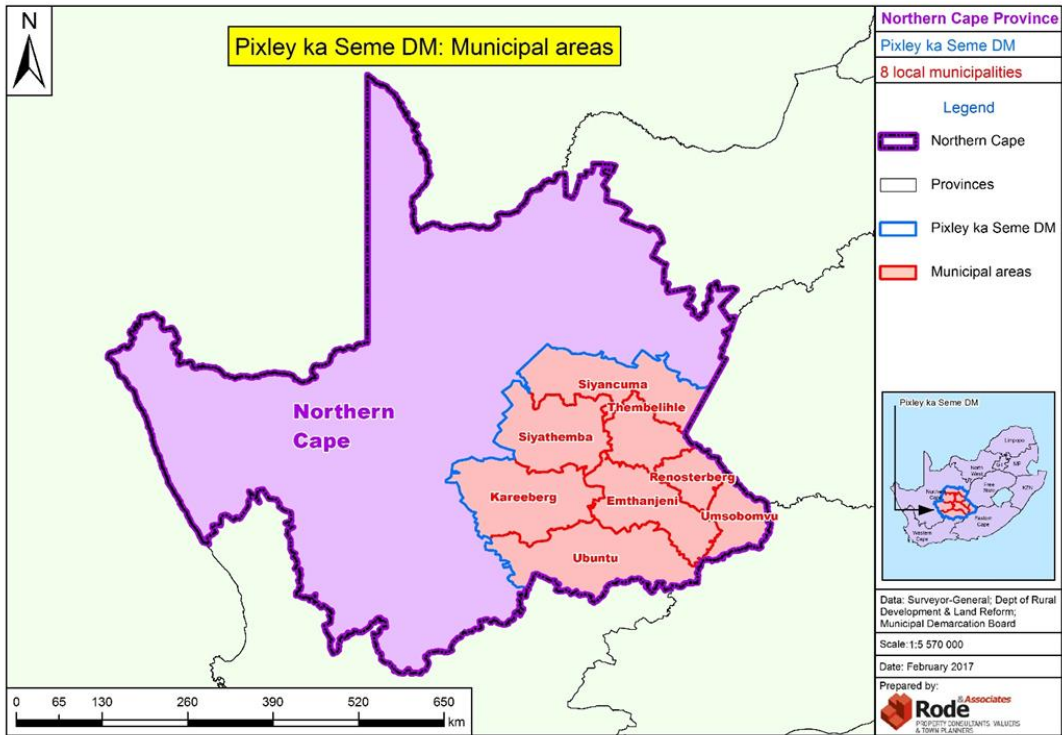 N
Pixley ka Seme DM: Municipal areas
Northern
Cape
Siyancuma
Thembelihle
Siyathemba
Renosterberg
Kareeberg
Emthanjeni
Umsobomvu
Ubuntu
0 65 130 260 390 520 650
km
Northern Cape Province
Pixley ka Seme DM
8 local municipalities
Legend
Northern Cape
Provinces
Pixley ka Seme DM
Municipal areas
Pixley ka Seme DM
Limpopo
North
West
Free
State
KZN
Eastern
Cape
Western
Cape
Data: Surveyor-General; Dept of Rural
Development & Land Reform;
Municipal Demarcation Board
Scale:1:5 570 000
Date: February 2017
Prepared by:
&Associates
Rode
PROPERTY CONSULTANTS, VALUERS
& TOWN PLANNERS